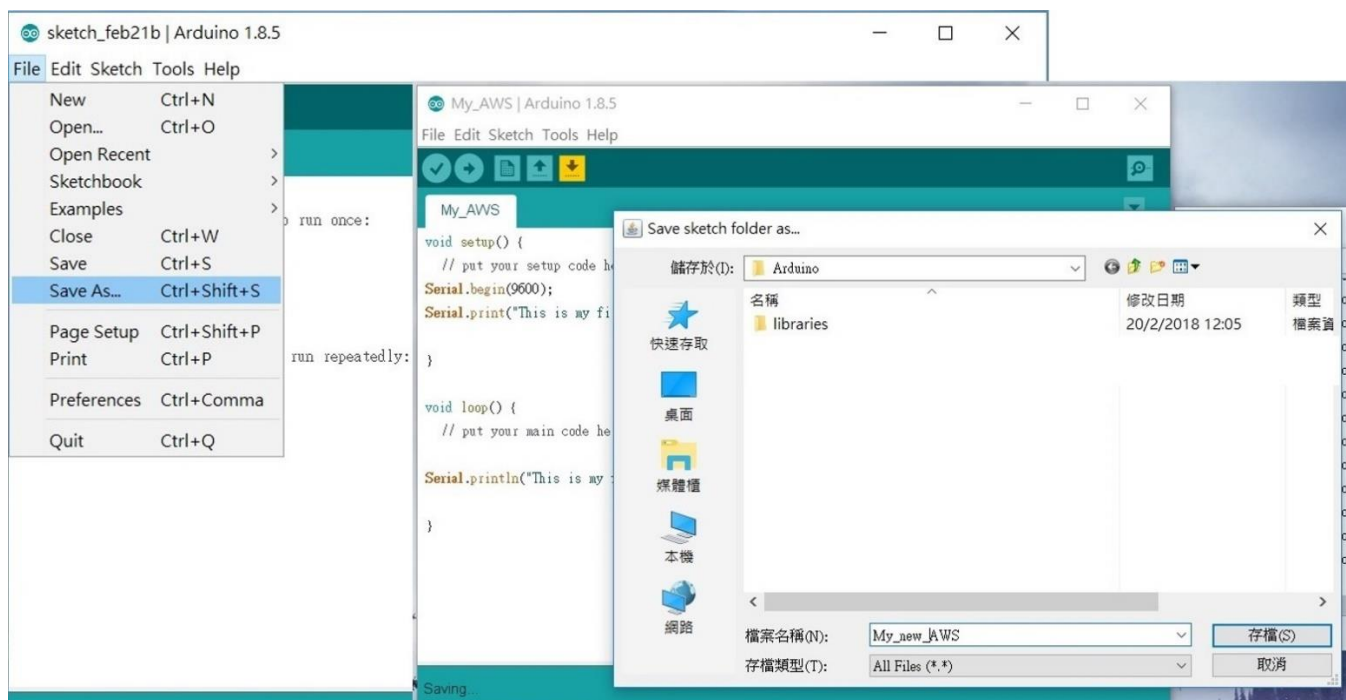 sketch_feb21b | Arduino 1.8.5
File Edit Sketch Tools Help
New Ctrl+N
Open... Ctrl+O
Open Recent
Sketchbook
Examples
Close Ctrl+W
Save Ctrl+S
Save As... Ctrl+Shift+S
Page Setup Ctrl+Shift+P
Print Ctrl+P
Preferences Ctrl+Comma
Quit Ctrl+Q
run once:
run repeatedly:
My_AWS | Arduino 1.8.5
File Edit Sketch Tools Help
My_AWS
void setup() {
// put your setup code
Serial.begin(9600);
Serial.print("This is my
}
void loop() {
// put your main code
Serial.println("This is my
}
Saving...
Save sketch folder as...
儲存於(I): Arduino
名稱 修改日期 類型
libraries 20/2/2018 12:05 檔案
快速存取
桌面
媒體櫃
本機
網路
檔案名稱(N): My_new_AWS 存檔(S)
存檔類型(T): All Files (*.*) 取消